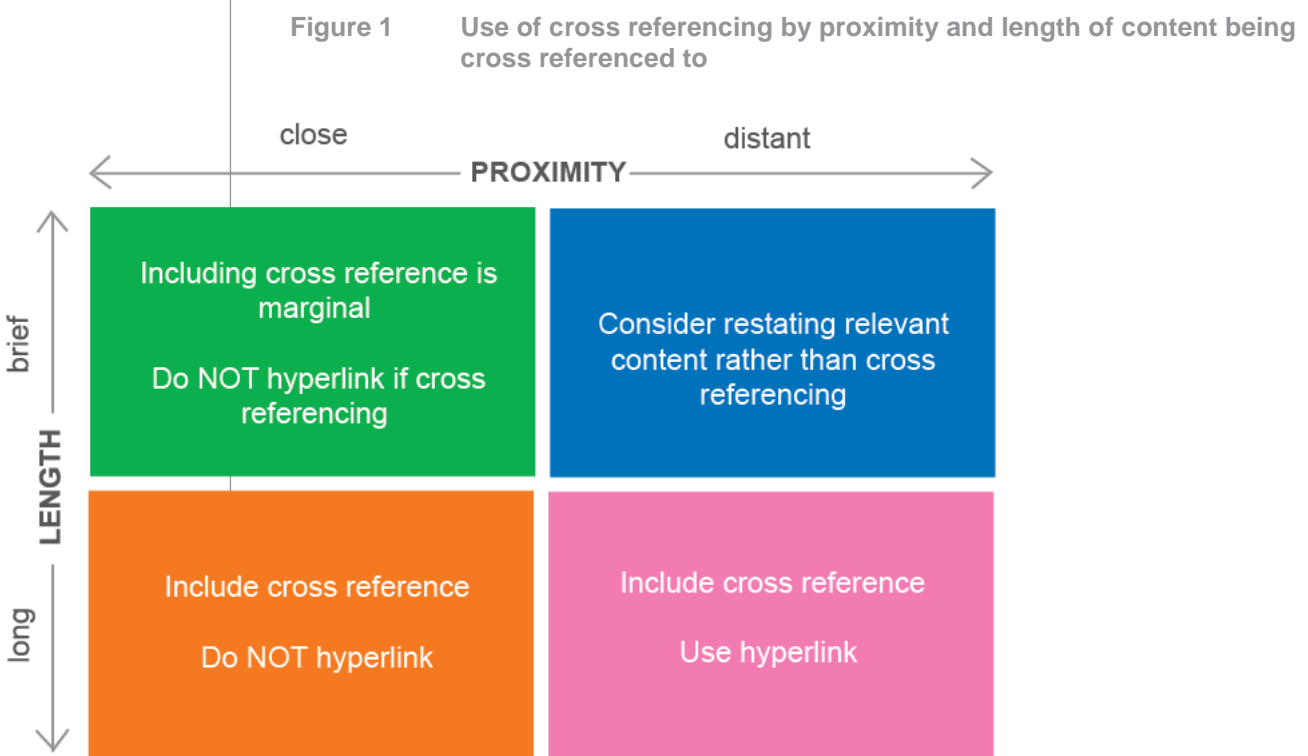 Figure 1 Use of cross referencing by proximity and length of content being
cross referenced to
close
distant
PROXIMITY
brief
LENGTH
long
Including cross reference is
marginal
Do NOT hyperlink if cross
referencing
Consider restating relevant
content rather than cross
referencing
Include cross reference
Do NOT hyperlink
Include cross reference
Use hyperlink